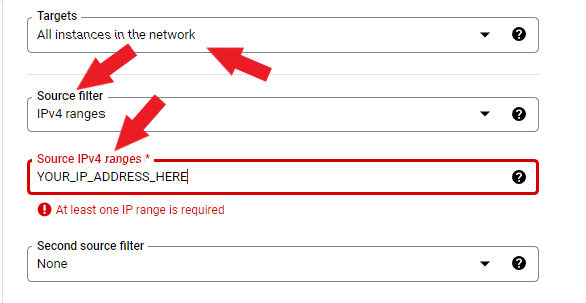 Targets
All instances in the network
Source filter
IPv4 ranges
Source IPv4 ranges *
YOUR_IP_ADDRESS_HERE
At least one IP range is required
Second source filter
None